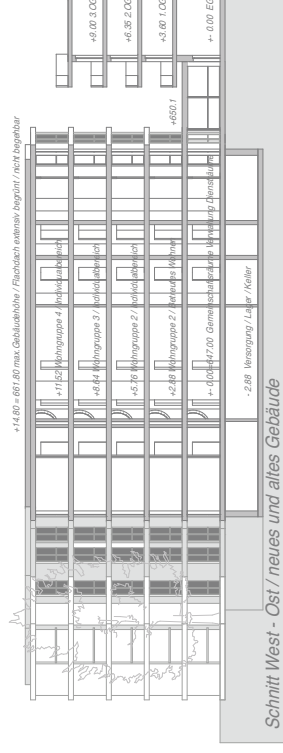 +14.80 = 661.80 max.Gebäudehöhe / Flachdach extensiv begrünt / nicht begehbar
+11.52 Wohngruppe 4 / Individualbereich
+8.64 Wohngruppe 3 / Individualbereich
+5.76 Wohngruppe 2 / Individualbereich
+2.88 Wohngruppe 2 / Betreutes Wohnen
+- 0.00=647.00 Gemeinschaftsräume Verwaltung Diensträume
- 2.88 Versorgung / Lager / Keller
+650.1
+9.00 3.OG
+6.35 2.OG
+3.60 1.OG
+- 0.00 EG
Schnitt West - Ost / neues und altes Gebäude